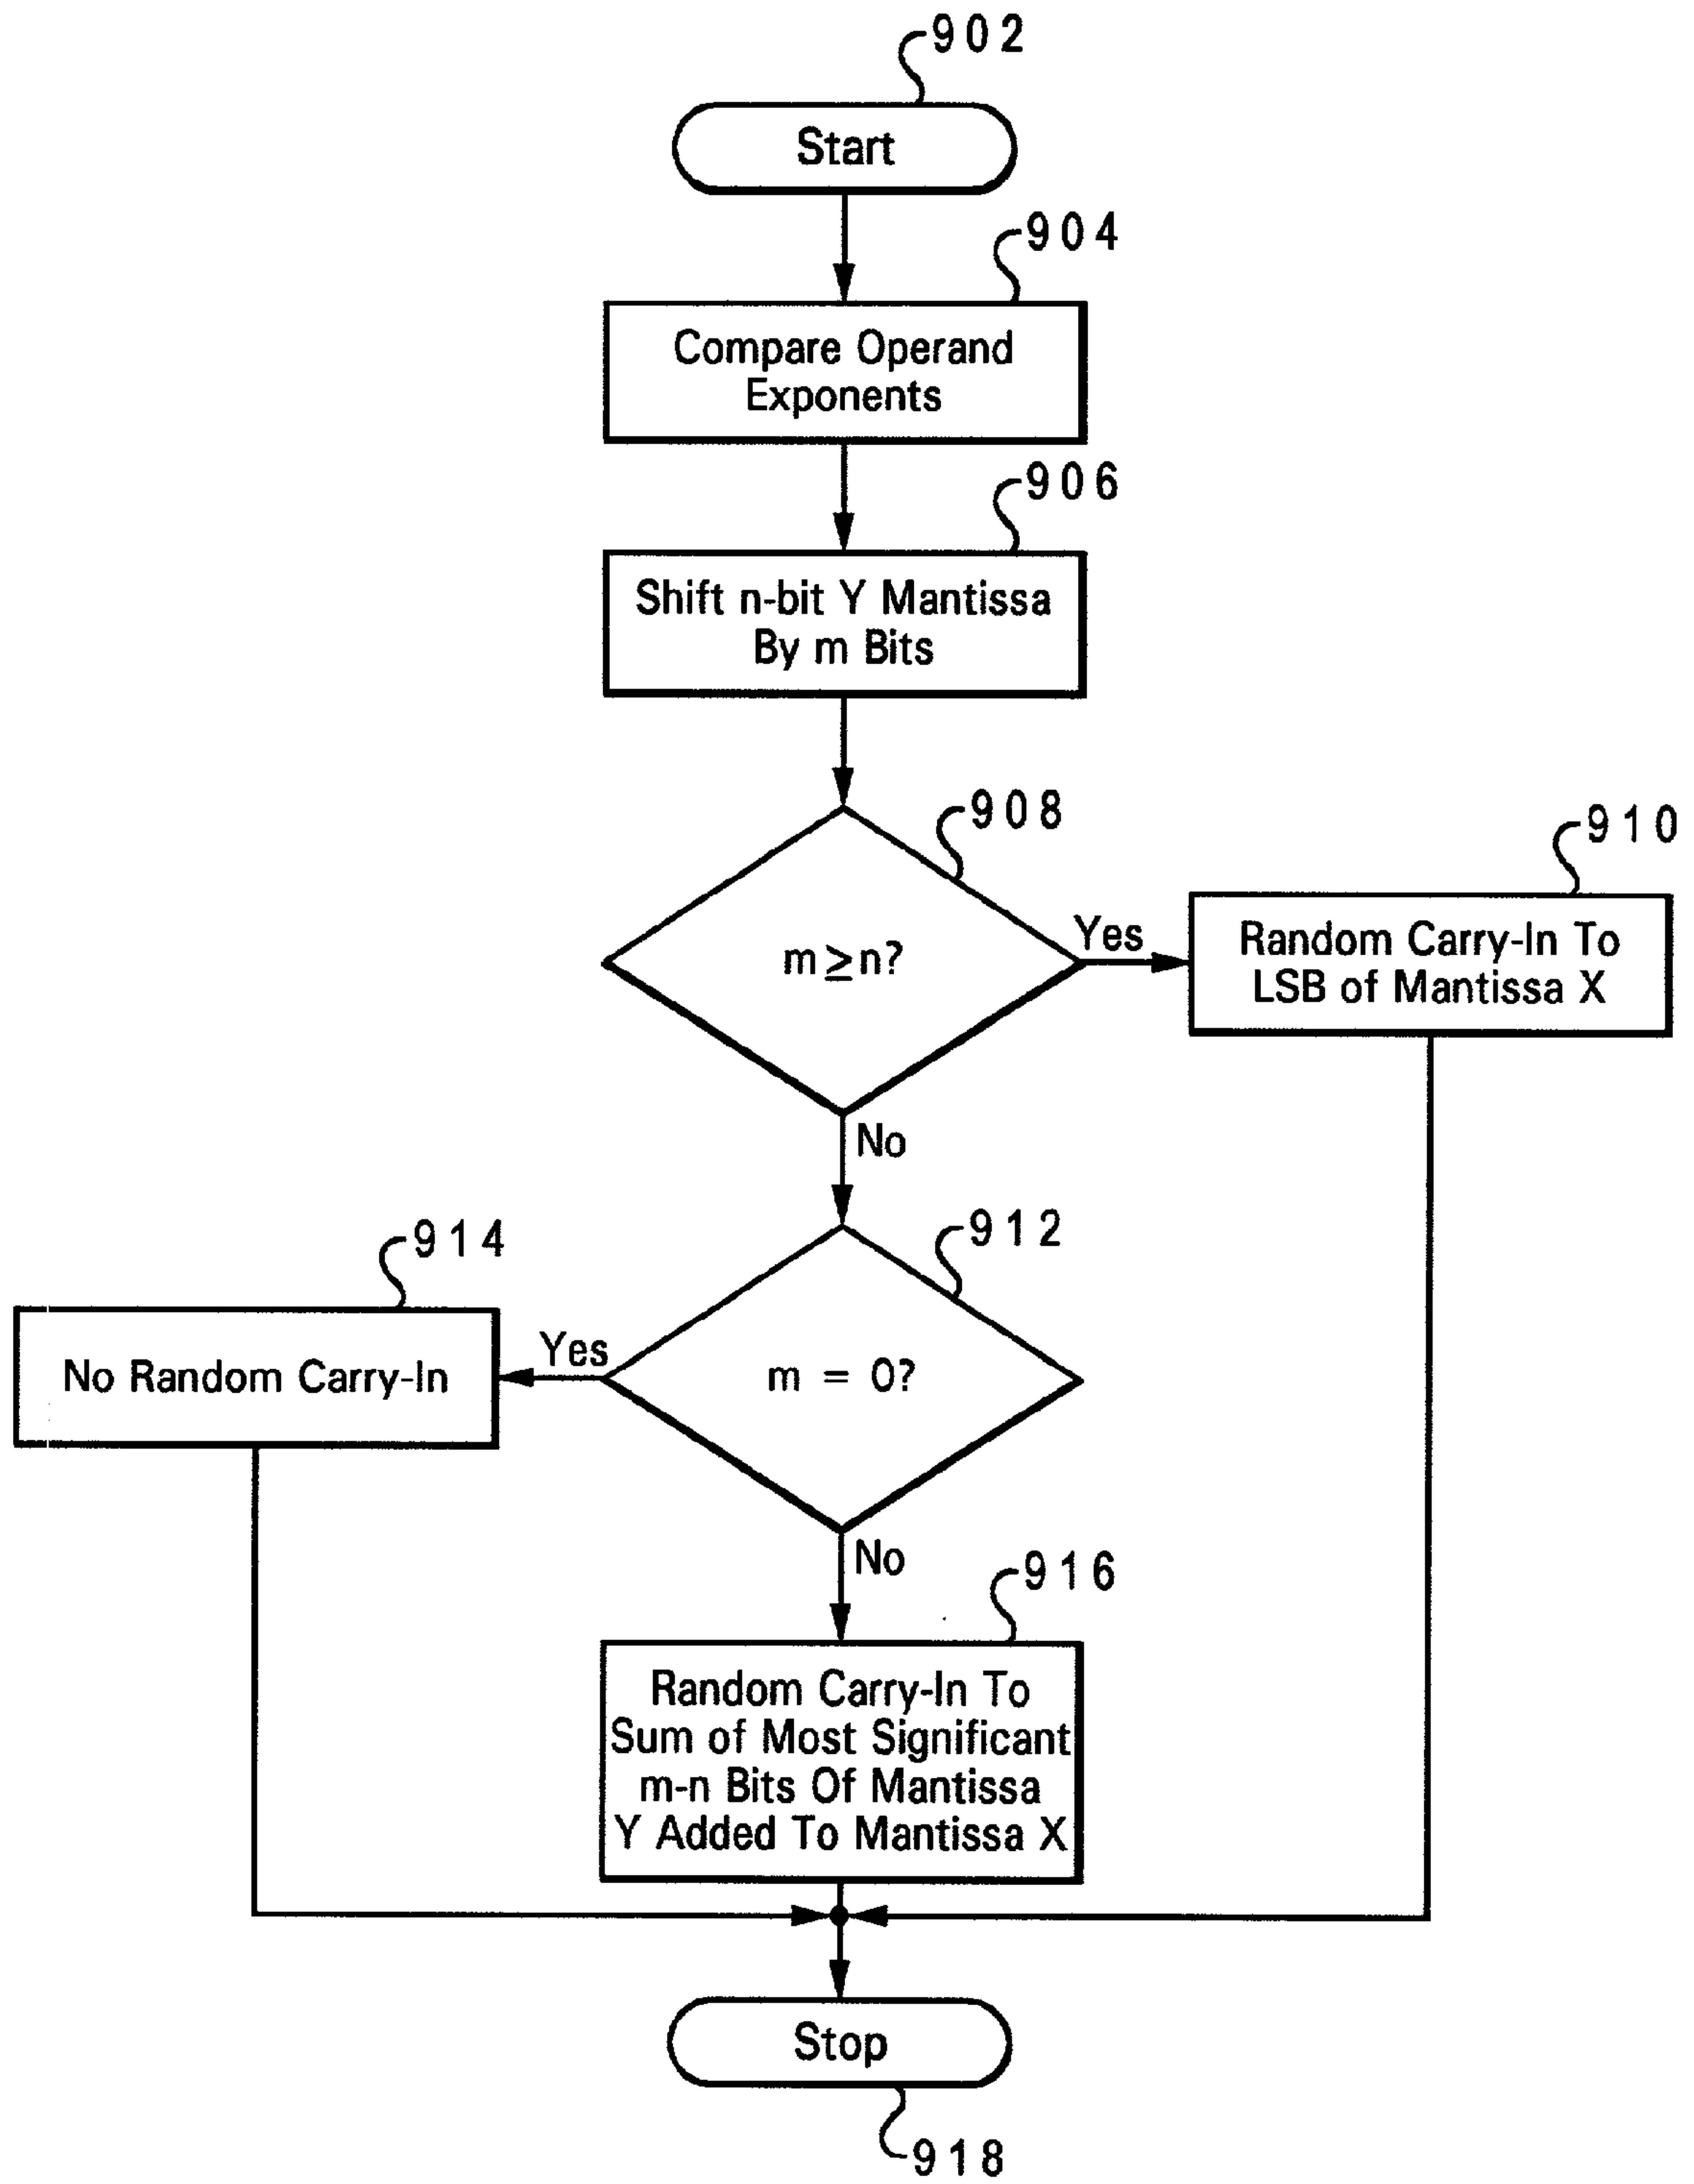 902
Start
904
Compare Operand
Exponents
906
Shift n-bit Y Mantissa
By m Bits
908
m≥n?
Yes
910
Random Carry-In To
LSB of Mantissa X
No
912
m = 0?
Yes
914
No Random Carry-In
No
916
Random Carry-In To
Sum of Most Significant
m-n Bits Of Mantissa
Y Added To Mantissa X
Stop
918